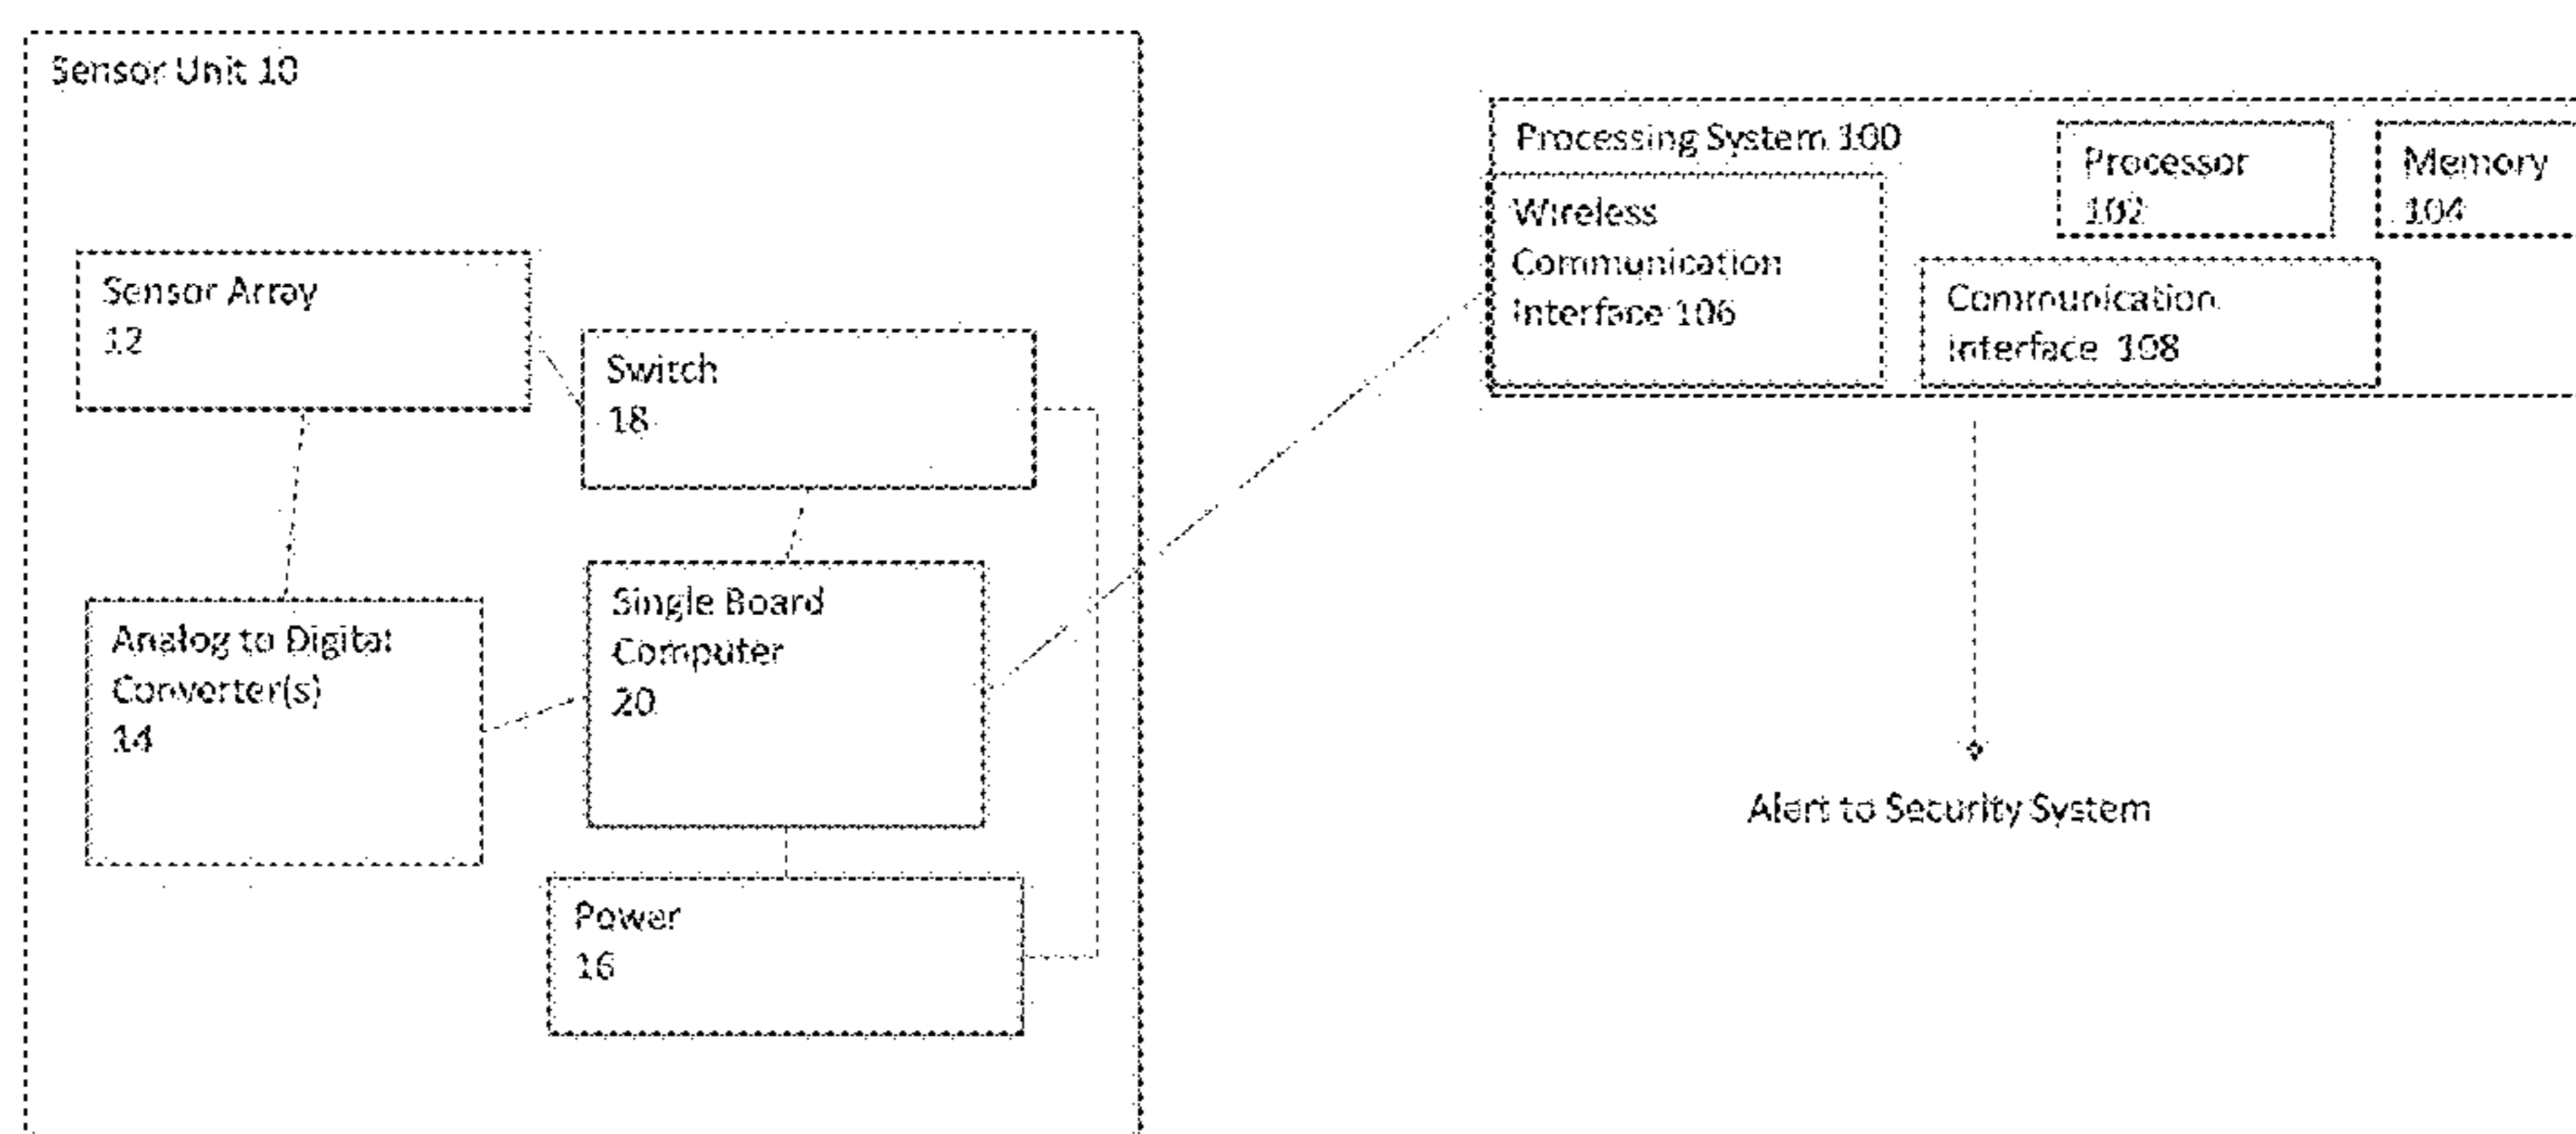 Sensor Unit 10
Sensor Array
12
Switch
18
Analog to Digital
Converter(s)
14
Single Board
Computer
20
Power
16
Processing System 100
Wireless
Communication
Interface 106
Processor
102
Memory
104
Communication
Interface 108
Alert to Security System